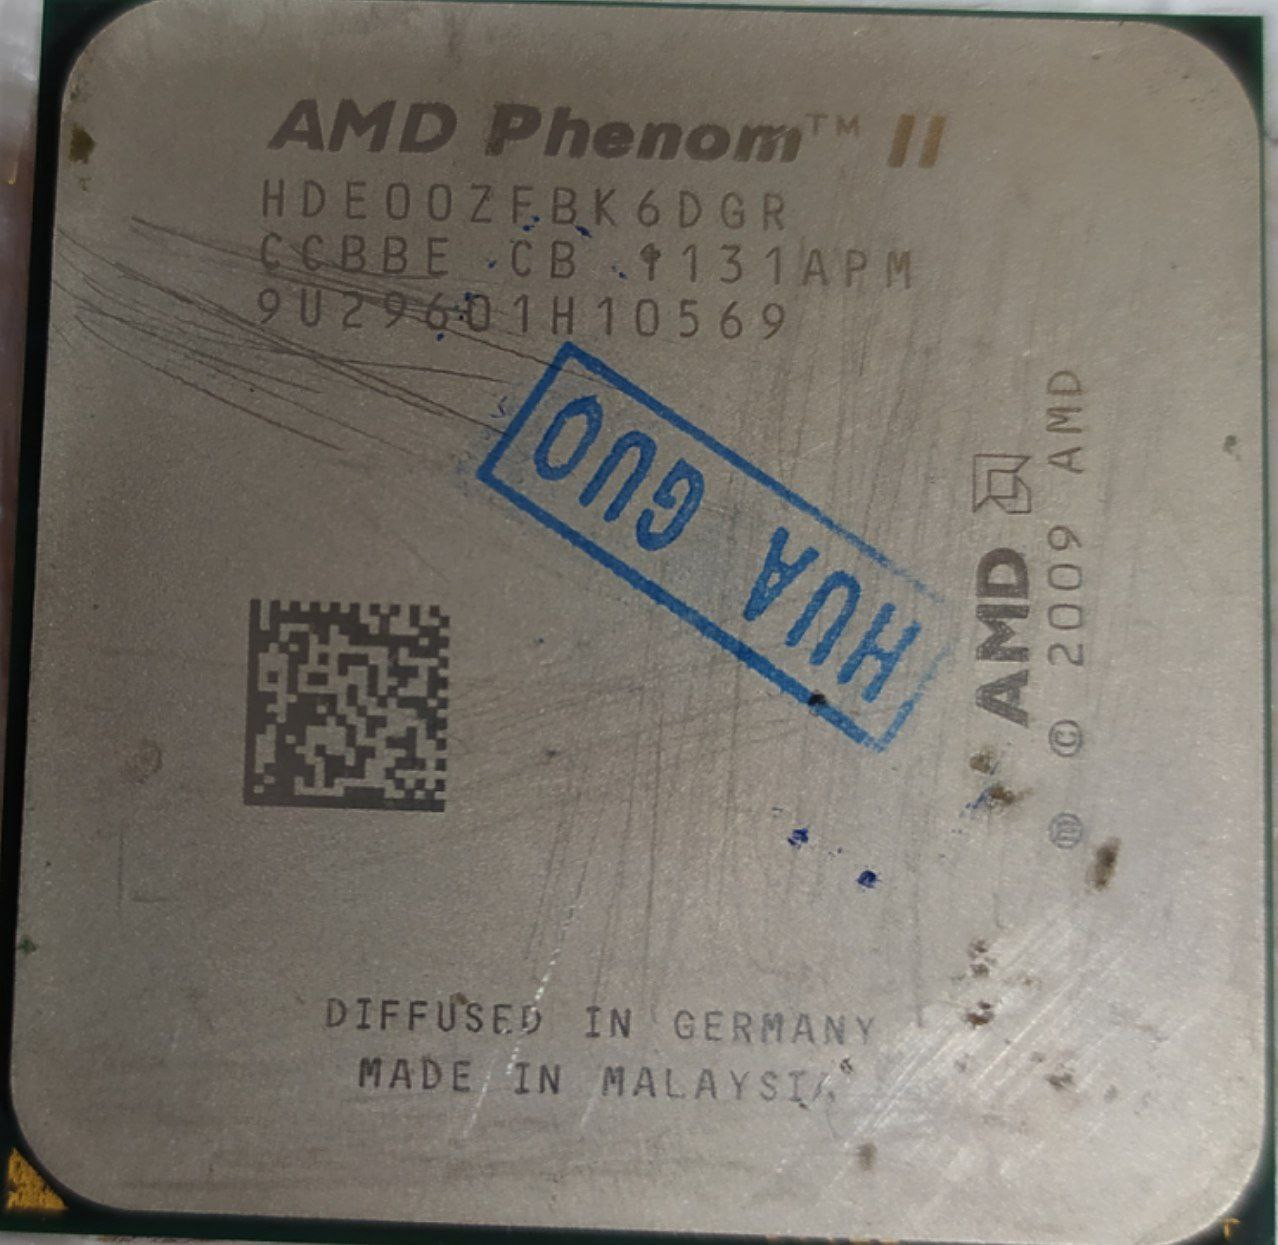 AMD Phenom™ II
HDE00ZFBK6DGR
CCBBE CB 1131APM
9U29601H10569
HUA GUO
AMD
ⓜ © 2009 AMD
DIFFUSED IN GERMANY
MADE IN MALAYSIA